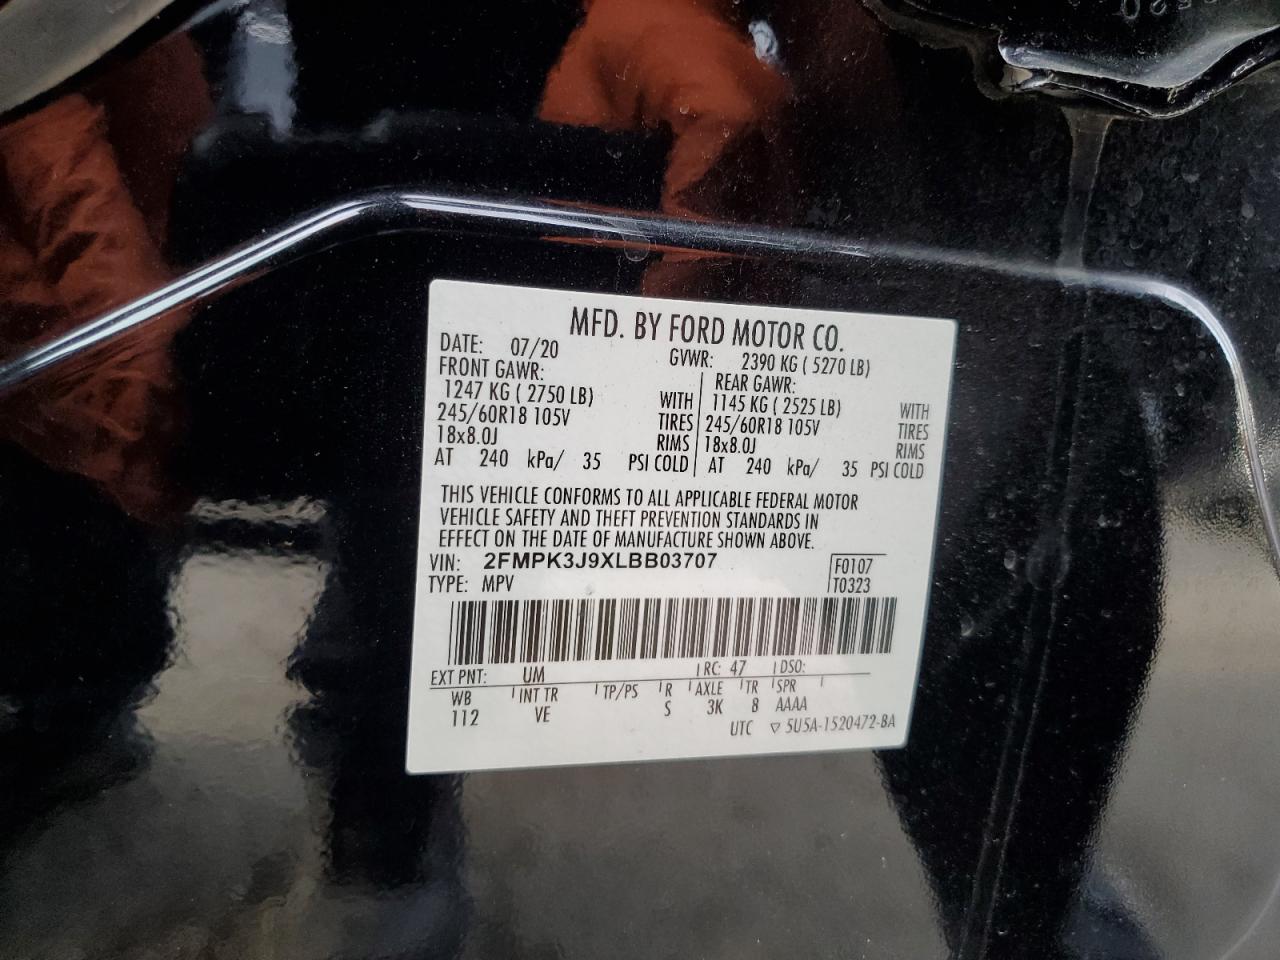 MFD. BY FORD MOTOR CO.
DATE: 07/20 GVWR: 2390 KG ( 5270 LB)
FRONT GAWR: REAR GAWR:
1247 KG ( 2750 LB) WITH 1145 KG ( 2525 LB) WITH
245/60R18 105V TIRES 245/60R18 105V TIRES
18x8.0J RIMS 18x8.0J RIMS
AT 240 kPa/ 35 PSI COLD AT 240 kPa/ 35 PSI COLD
THIS VEHICLE CONFORMS TO ALL APPLICABLE FEDERAL MOTOR
VEHICLE SAFETY AND THEFT PREVENTION STANDARDS IN
EFFECT ON THE DATE OF MANUFACTURE SHOWN ABOVE.
VIN: 2FMPK3J9XLBB03707 F0107
TYPE: MPV T0323
EXT PNT: UM RC: 47 DSO:
WB INT TR TP/PS R AXLE TR SPR
112 VE S 3K 8 AAAA
UTC ▽ 5U5A-1520472-BA